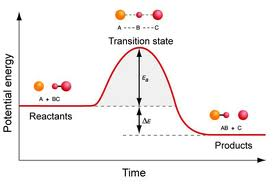 A --- B --- C
Transition state
Potential energy
Eₐ
A + BC
Reactants
ΔE
AB + C
Products
Time